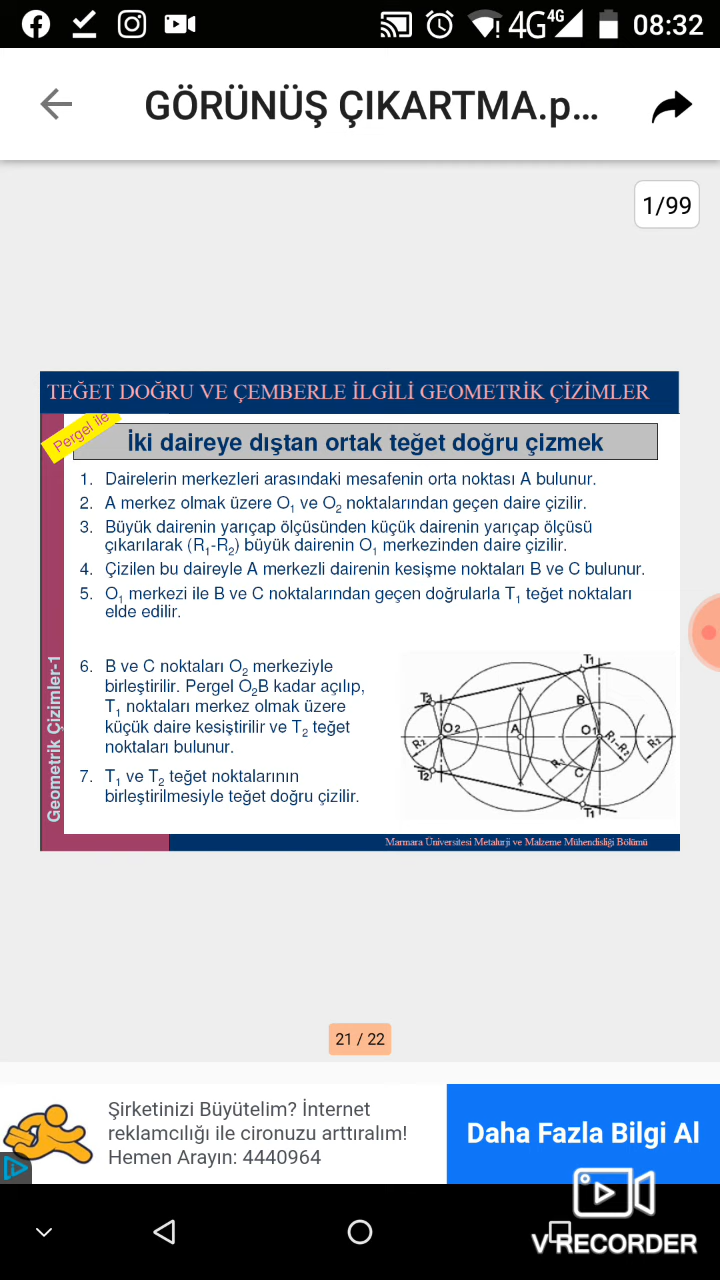 4G 4G 08:32
GÖRÜNÜŞ ÇIKARTMA.p...
1/99
TEĞET DOĞRU VE ÇEMBERLE İLGİLİ GEOMETRİK ÇİZİMLER
Pergel ile
İki daireye dıştan ortak teğet doğru çizmek
1. Dairelerin merkezleri arasındaki mesafenin orta noktası A bulunur.
2. A merkez olmak üzere O₁ ve O₂ noktalarından geçen daire çizilir.
3. Büyük dairenin yarıçap ölçüsünden küçük dairenin yarıçap ölçüsü
çıkarılarak (R₁-R₂) büyük dairenin O₁ merkezinden daire çizilir.
4. Çizilen bu daireyle A merkezli dairenin kesişme noktaları B ve C bulunur.
5. O₁ merkezi ile B ve C noktalarından geçen doğrularla T₁ teğet noktaları
elde edilir.
6. B ve C noktaları O₂ merkeziyle
birleştirilir. Pergel O₂B kadar açılıp,
T₁ noktaları merkez olmak üzere
küçük daire kesiştirilir ve T₂ teğet
noktaları bulunur.
7. T₁ ve T₂ teğet noktalarının
birleştirilmesiyle teğet doğru çizilir.
T1
T2
B
O2
A
O1
R1-R2
R2
R2
R1
C
T2
T1
Geometrik Çizimler-1
Marmara Üniversitesi Metalurji ve Malzeme Mühendisliği Bölümü
21 / 22
Şirketinizi Büyütelim? İnternet
reklamcılığı ile cironuzu arttıralım!
Hemen Arayın: 4440964
Daha Fazla Bilgi Al
V RECORDER